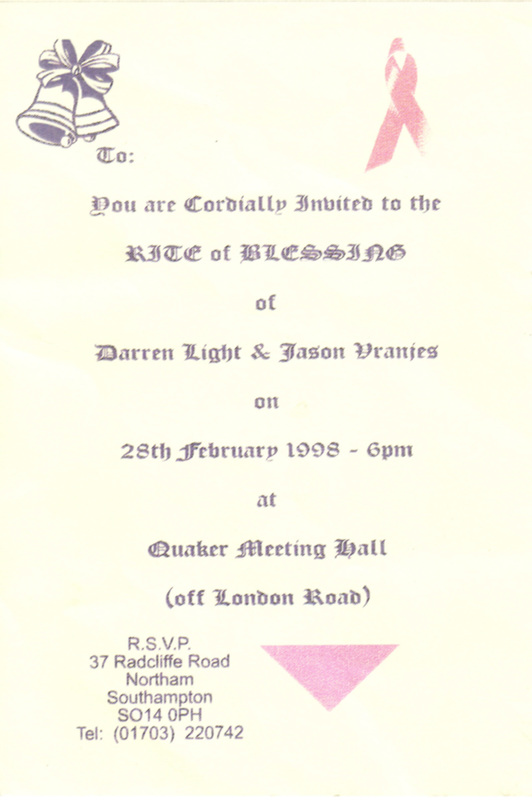 To:
You are Cordially Invited to the
RITE of BLESSING
of
Darren Light & Jason Vranjes
on
28th February 1998 - 6pm
at
Quaker Meeting Hall
(off London Road)
R.S.V.P.
37 Radcliffe Road
Northam
Southampton
SO14 0PH
Tel: (01703) 220742